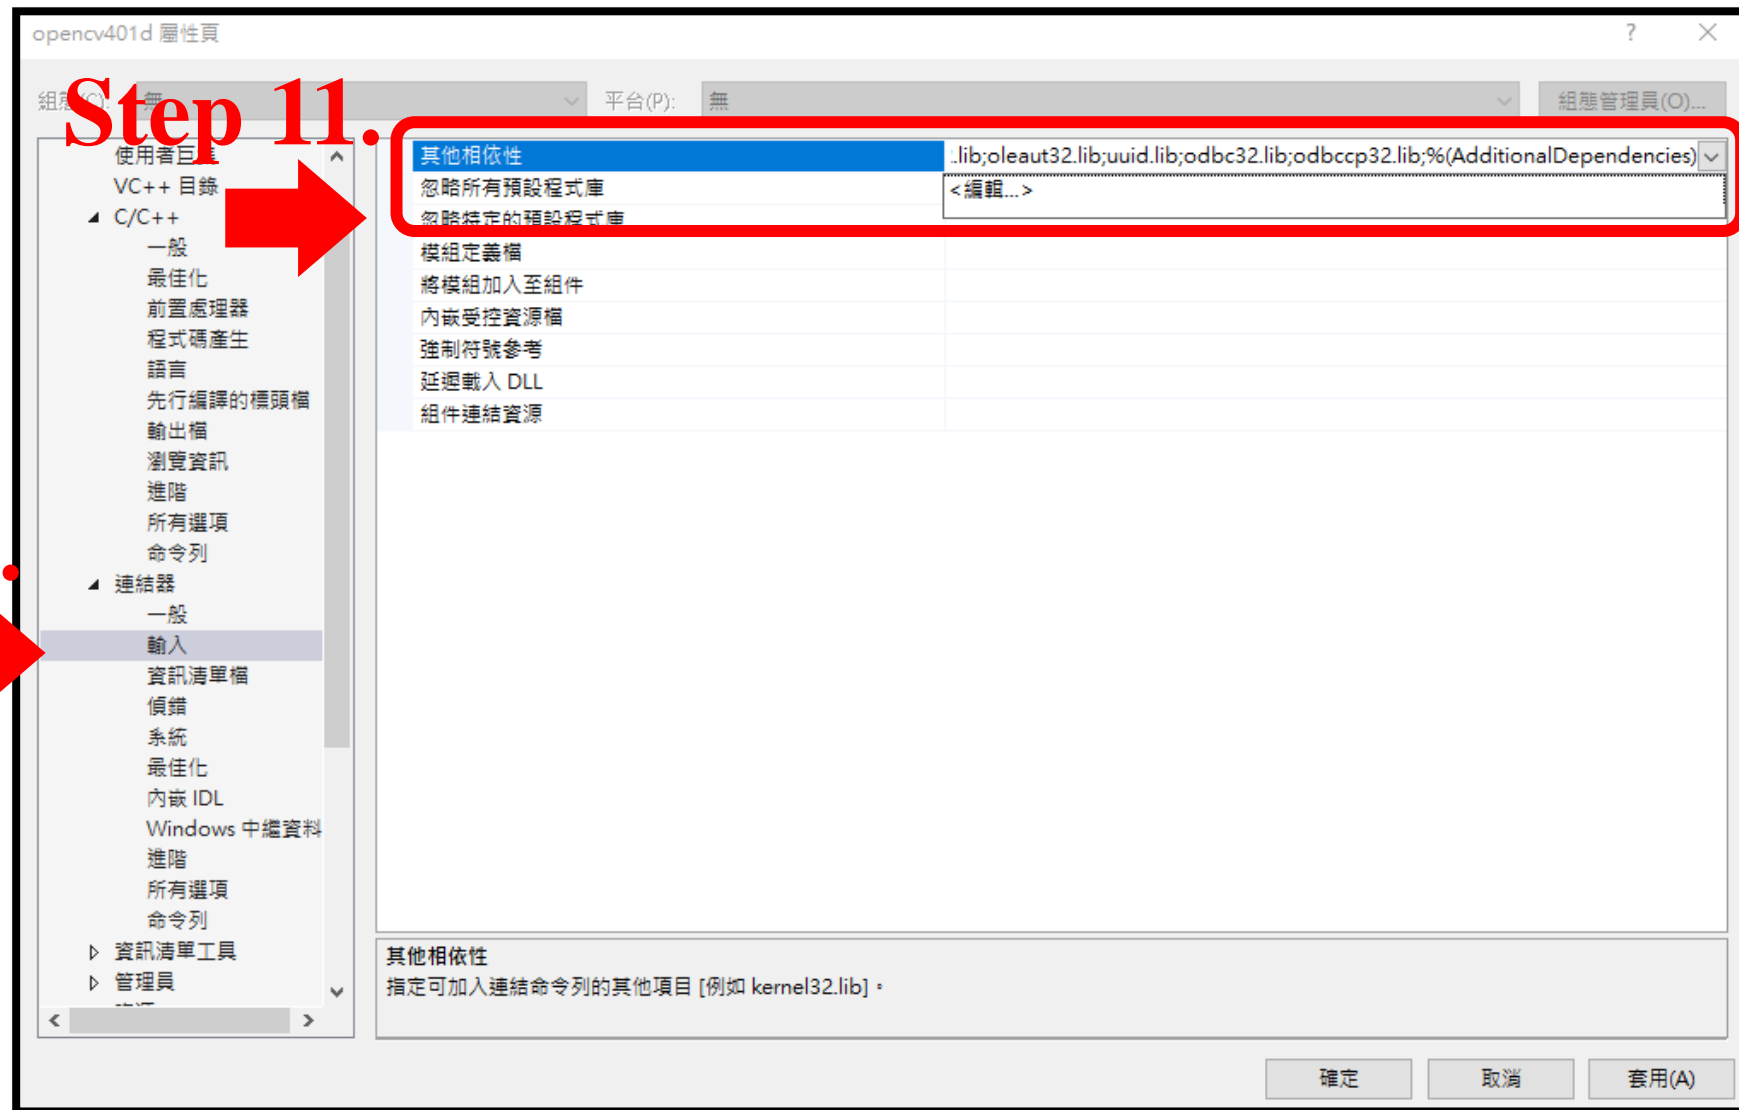 opencv401d 屬性頁
?
Step 11.
平台(P):
無
組態管理員(O)...
使用者巨集
VC++ 目錄
C/C++
一般
最佳化
前置處理器
程式碼產生
語言
先行編譯的標頭檔
輸出檔
瀏覽資訊
進階
所有選項
命令列
連結器
一般
輸入
資訊清單檔
偵錯
系統
最佳化
內嵌 IDL
Windows 中繼資料
進階
所有選項
命令列
資訊清單工具
管理員
其他相依性
.lib;oleaut32.lib;uuid.lib;odbc32.lib;odbccp32.lib;%(AdditionalDependencies)
忽略所有預設程式庫
<編輯...>
忽略特定的預設程式庫
模組定義檔
將模組加入至組件
內嵌受控資源檔
強制符號參考
延遲載入 DLL
組件連結資源
其他相依性
指定可加入連結命令列的其他項目 [例如 kernel32.lib]。
確定
取消
套用(A)